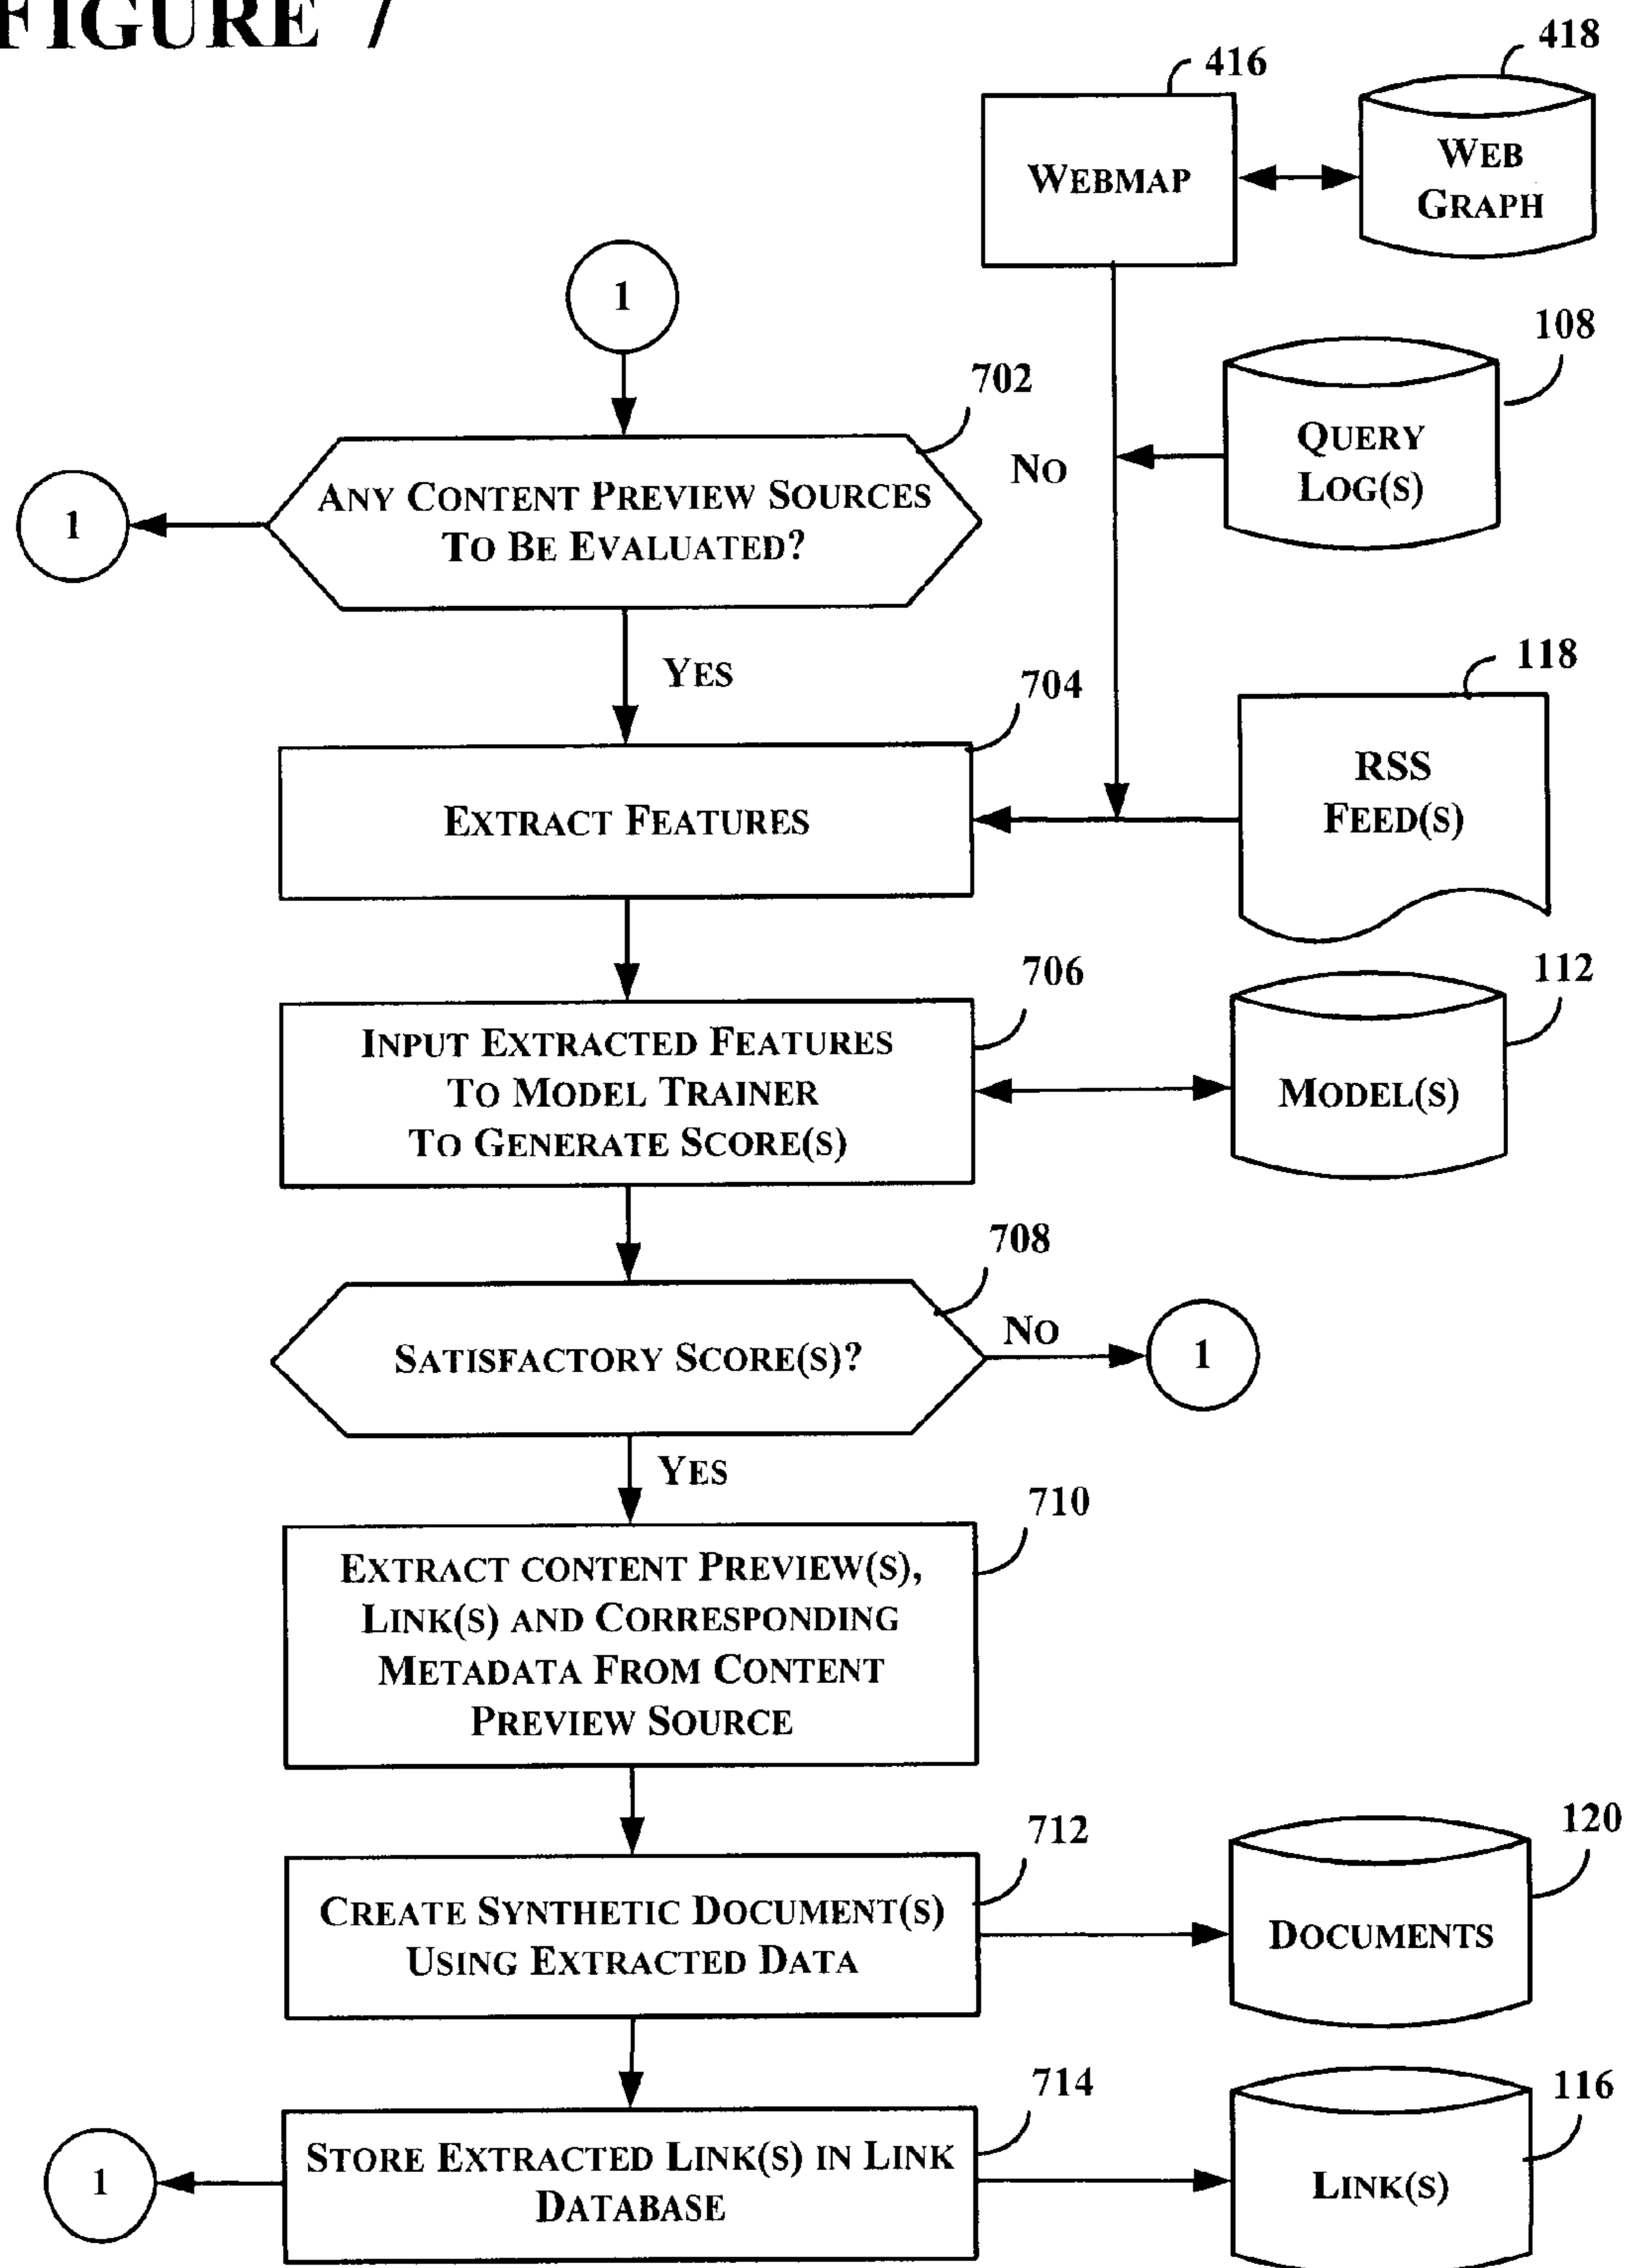 FIGURE 7
418
416
WEBMAP
WEB
GRAPH
1
108
702
QUERY
LOG(S)
NO
ANY CONTENT PREVIEW SOURCES
TO BE EVALUATED?
1
YES
118
704
RSS
FEED(S)
EXTRACT FEATURES
706
112
INPUT EXTRACTED FEATURES
TO MODEL TRAINER
TO GENERATE SCORE(S)
MODEL(S)
708
SATISFACTORY SCORE(S)?
NO
1
YES
710
EXTRACT CONTENT PREVIEW(S),
LINK(S) AND CORRESPONDING
METADATA FROM CONTENT
PREVIEW SOURCE
712
120
CREATE SYNTHETIC DOCUMENT(S)
USING EXTRACTED DATA
DOCUMENTS
714
116
1
STORE EXTRACTED LINK(S) IN LINK
DATABASE
LINK(S)